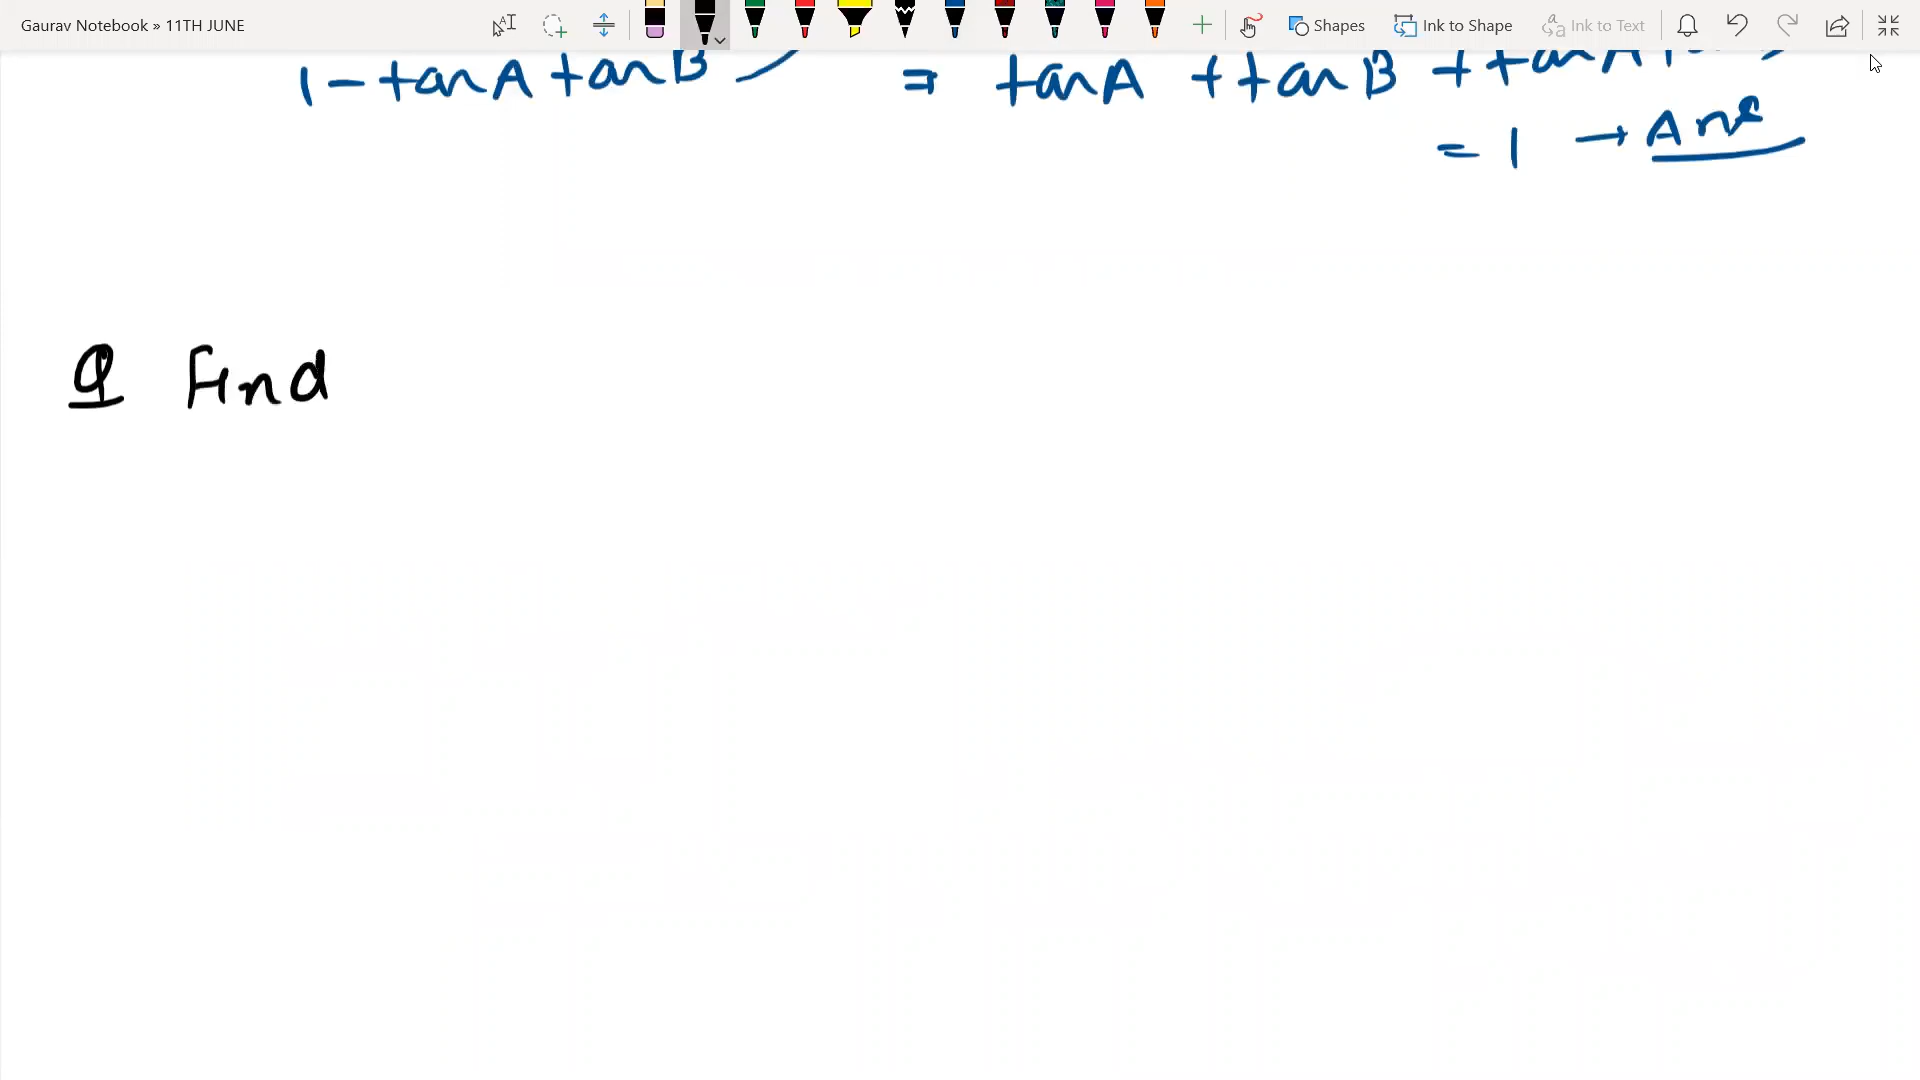 Gaurav Notebook » 11TH JUNE
Shapes
Ink to Shape
Ink to Text
1 - tanA tanB = tanA + tanB + tanA
= 1 → Ans
Q Find